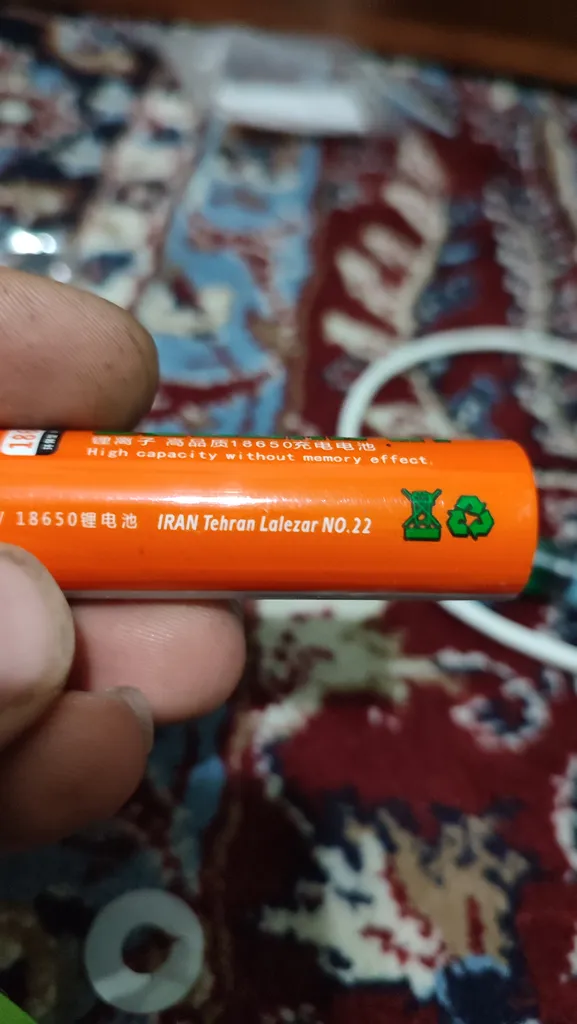 锂离子 高品质18650充电电池
High capacity without memory effect.
18650锂电池 IRAN Tehran Lalezar NO.22